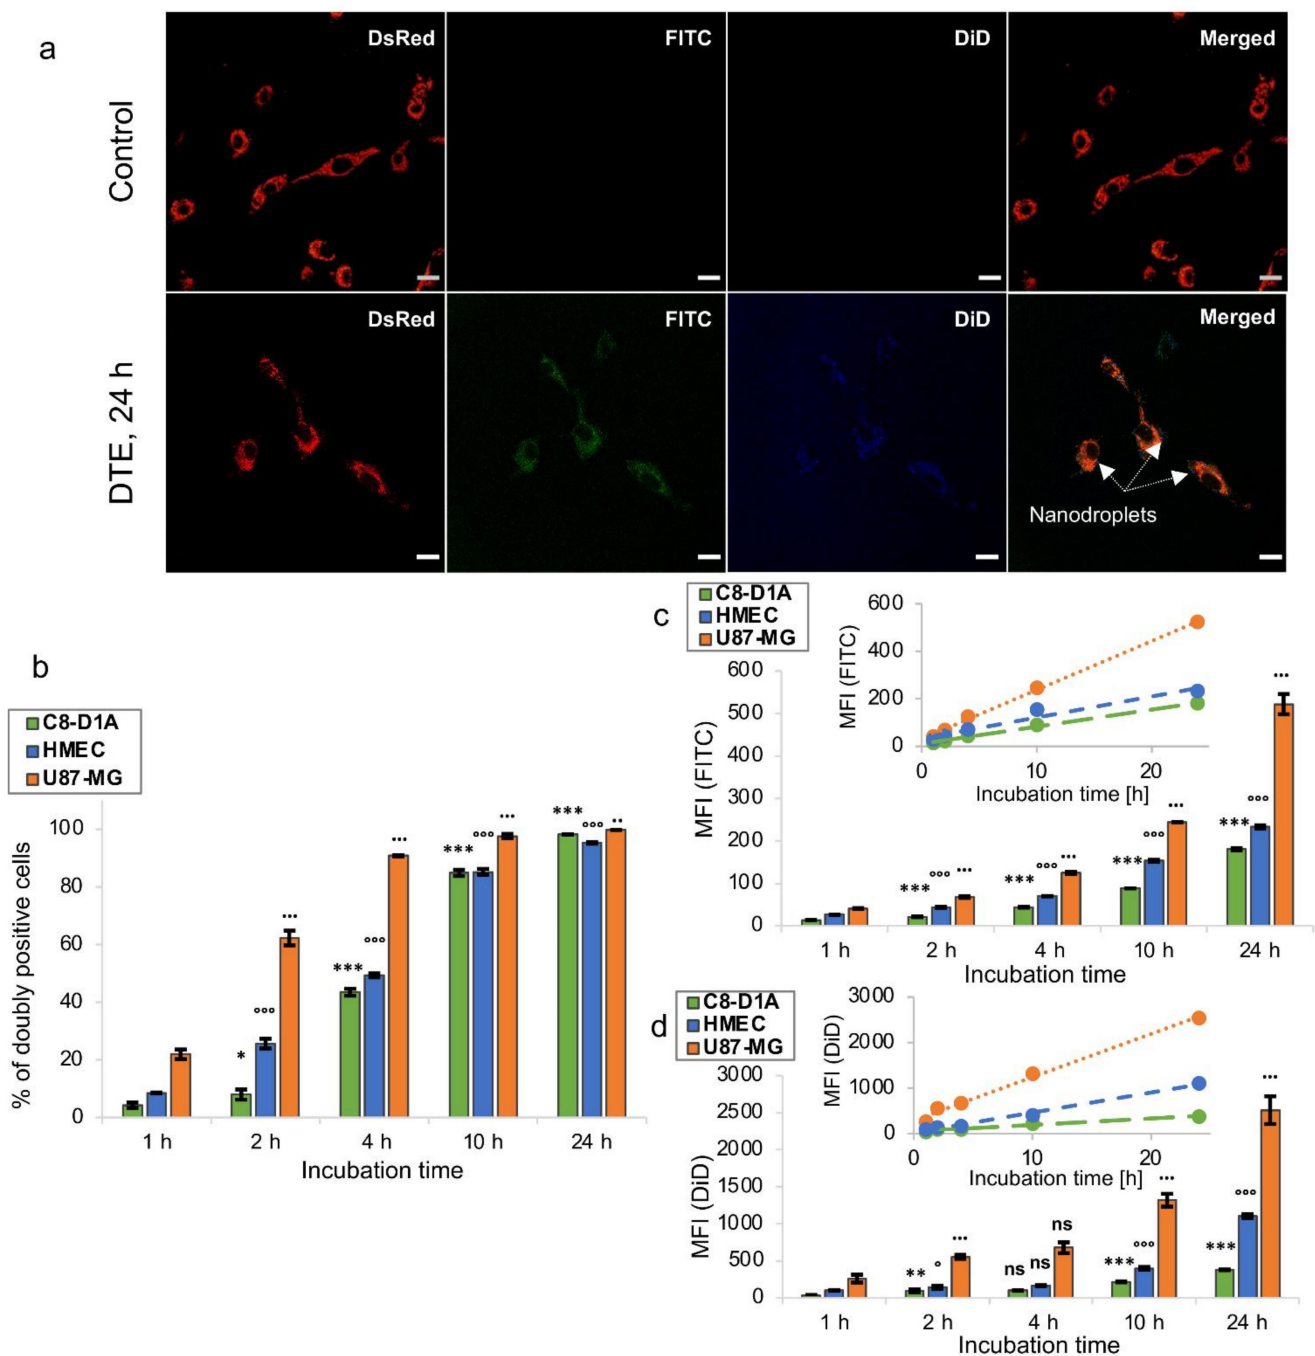 a
DsRed
FITC
DiD
Merged
Control
DsRed
FITC
DiD
Merged
DTE, 24 h
Nanodroplets
b
C8-D1A
HMEC
U87-MG
% of doubly positive cells
100
80
60
40
20
0
*
°°°
•••
***
°°°
•••
***
°°°
•••
***
°°°
••
1 h
2 h
4 h
10 h
24 h
Incubation time
c
C8-D1A
HMEC
U87-MG
MFI (FITC)
600
500
400
300
200
100
0
MFI (FITC)
600
400
200
0
0
10
20
Incubation time [h]
***
°°°
•••
***
°°°
•••
***
°°°
•••
***
°°°
•••
1 h
2 h
4 h
10 h
24 h
Incubation time
d
C8-D1A
HMEC
U87-MG
MFI (DiD)
3000
2500
2000
1500
1000
500
0
MFI (DiD)
3000
2000
1000
0
0
10
20
Incubation time [h]
**
°
•••
ns
ns
ns
***
°°°
•••
***
°°°
•••
1 h
2 h
4 h
10 h
24 h
Incubation time